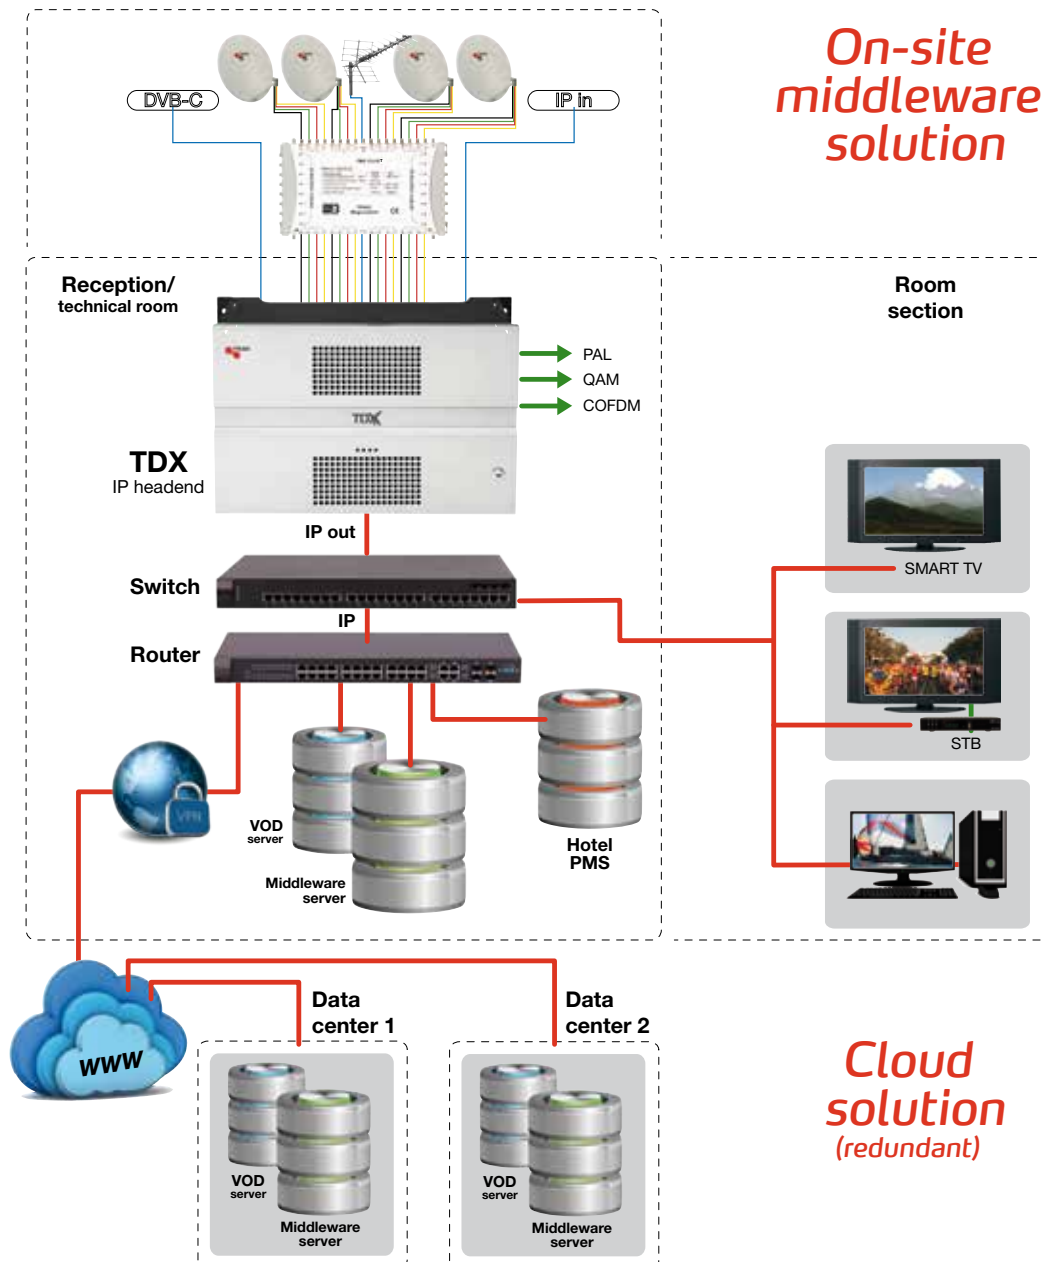 On-site
middleware
solution
DVB-C
IP in
Reception/
technical room
Room
section
PAL
QAM
COFDM
TDX
TDX
IP headend
IP out
Switch
SMART TV
IP
Router
STB
VPN
VOD
server
Hotel
PMS
Middleware
server
Data
center 1
Data
center 2
WWW
Cloud
solution
(redundant)
VOD
server
Middleware
server
VOD
server
Middleware
server